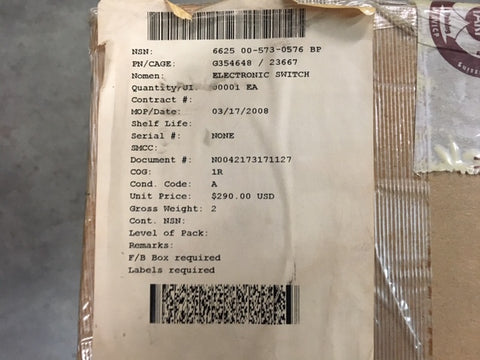 NSN: 6625 00-573-0576 BP
PN/CAGE: G354648 / 23667
Nomen: ELECTRONIC SWITCH
Quantity/UI: 00001 EA
Contract #:
MOP/Date: 03/17/2008
Shelf Life:
Serial #: NONE
SMCC:
Document #: N0042173171127
COG: 1R
Cond. Code: A
Unit Price: $290.00 USD
Gross Weight: 2
Cont. NSN:
Level of Pack:
Remarks:
F/B Box required
Labels required